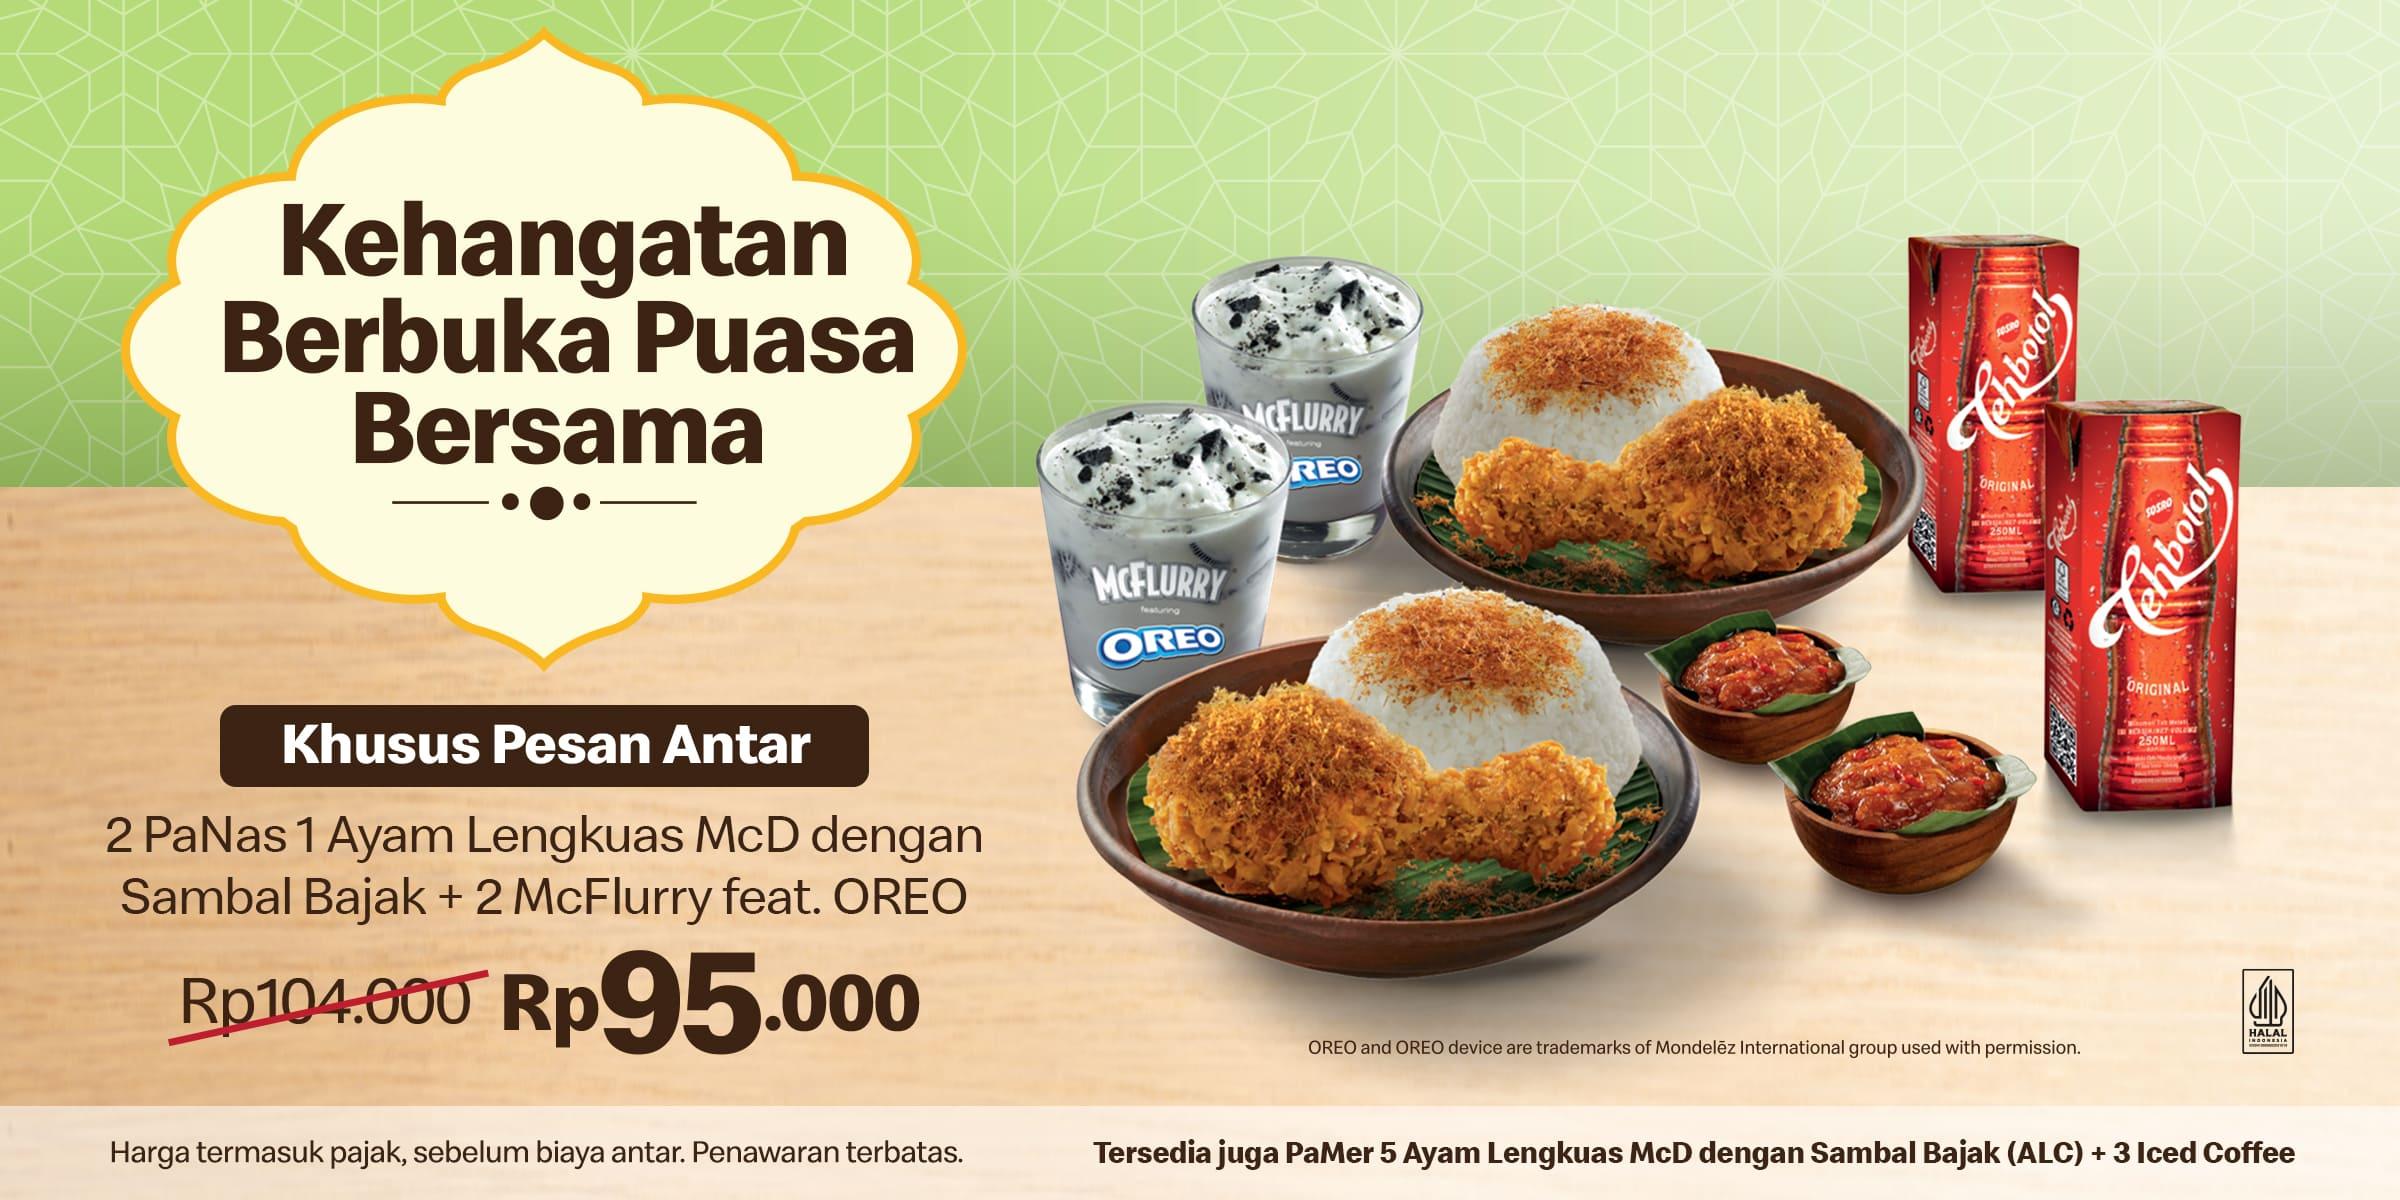 Kehangatan
Berbuka Puasa
Bersama
Khusus Pesan Antar
2 PaNas 1 Ayam Lengkuas McD dengan
Sambal Bajak + 2 McFlurry feat. OREO
Rp104.000 Rp95.000
McFLURRY
featuring
OREO
McFLURRY
featuring
OREO
SOSRO
Tehbotol
ORIGINAL
250ML
SOSRO
Tehbotol
ORIGINAL
250ML
OREO and OREO device are trademarks of Mondelēz International group used with permission.
HALAL
INDONESIA
Harga termasuk pajak, sebelum biaya antar. Penawaran terbatas.
Tersedia juga PaMer 5 Ayam Lengkuas McD dengan Sambal Bajak (ALC) + 3 Iced Coffee